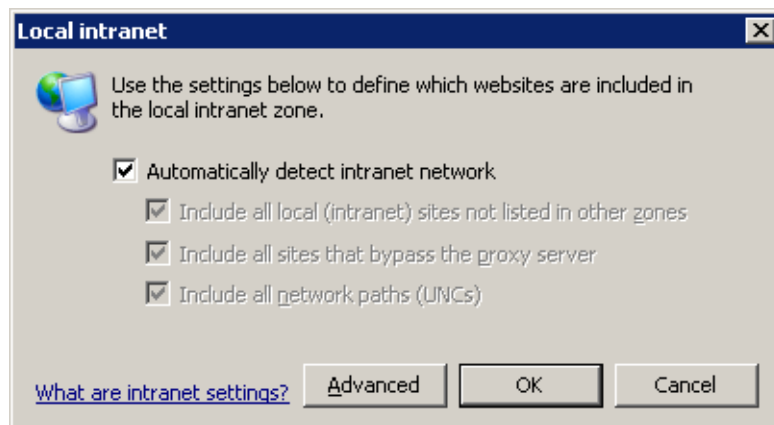 Local intranet
Use the settings below to define which websites are included in
the local intranet zone.
Automatically detect intranet network
Include all local (intranet) sites not listed in other zones
Include all sites that bypass the proxy server
Include all network paths (UNCs)
What are intranet settings?
Advanced
OK
Cancel